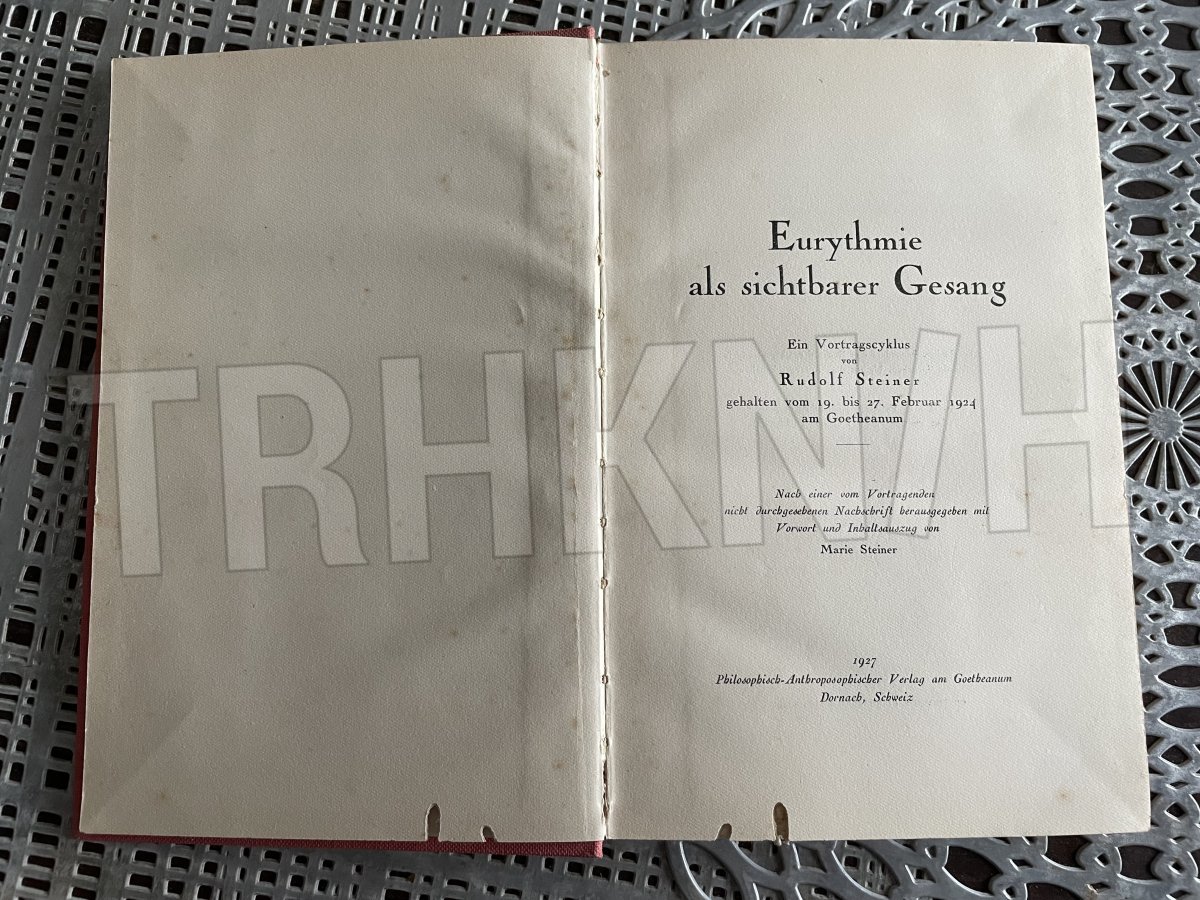 Eurythmie
als sichtbarer Gesang
Ein Vortragscyklus
von
Rudolf Steiner
gehalten vom 19. bis 27. Februar 1924
am Goetheanum
Nach einer vom Vortragenden
nicht durchgesehenen Nachschrift herausgegeben mit
Vorwort und Inhaltsauszug von
Marie Steiner
1927
Philosophisch-Anthroposophischer Verlag am Goetheanum
Dornach, Schweiz
TRHKN/H